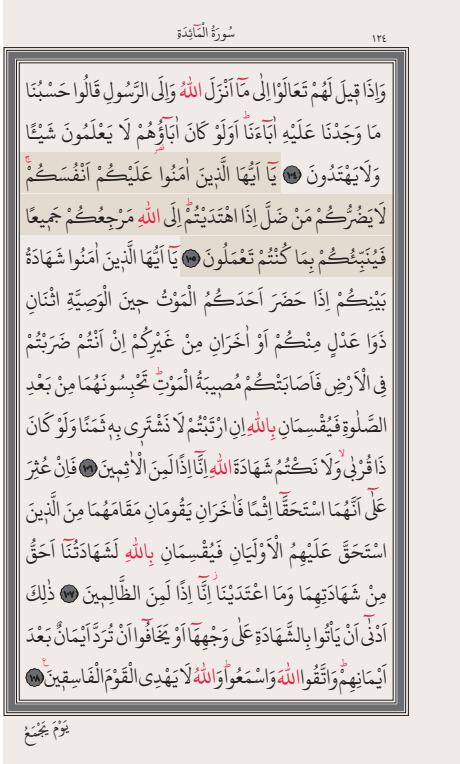 سُورَةُ الْمَٓائِدَةِ
١٢٤
وَاِذَا ق۪يلَ لَهُمْ تَعَالَوْا اِلٰى مَٓا اَنْزَلَ اللّٰهُ وَاِلَى الرَّسُولِ قَالُوا حَسْبُنَا
مَا وَجَدْنَا عَلَيْهِ اٰبَٓاءَنَاۜ اَوَلَوْ كَانَ اٰبَٓاؤُ۬هُمْ لَا يَعْلَمُونَ شَيْـًٔا
وَلَا يَهْتَدُونَ ﴿١٠٤﴾ يَٓا اَيُّهَا الَّذ۪ينَ اٰمَنُوا عَلَيْكُمْ اَنْفُسَكُمْۚ
لَا يَضُرُّكُمْ مَنْ ضَلَّ اِذَا اهْتَدَيْتُمْۜ اِلَى اللّٰهِ مَرْجِعُكُمْ جَم۪يعًا
فَيُنَبِّئُكُمْ بِمَا كُنْتُمْ تَعْمَلُونَ ﴿١٠٥﴾ يَٓا اَيُّهَا الَّذ۪ينَ اٰمَنُوا شَهَادَةُ
بَيْنِكُمْ اِذَا حَضَرَ اَحَدَكُمُ الْمَوْتُ ح۪ينَ الْوَصِيَّةِ اثْنَانِ
ذَوَا عَدْلٍ مِنْكُمْ اَوْ اٰخَرَانِ مِنْ غَيْرِكُمْ اِنْ اَنْتُمْ ضَرَبْتُمْ
فِي الْاَرْضِ فَاَصَابَتْكُمْ مُص۪يبَةُ الْمَوْتِۜ تَحْبِسُونَهُمَا مِنْ بَعْدِ
الصَّلٰوةِ فَيُقْسِمَانِ بِاللّٰهِ اِنِ ارْتَبْتُمْ لَا نَشْتَر۪ي بِه۪ ثَمَنًا وَلَوْ كَانَ
ذَا قُرْبٰىۙ وَلَا نَكْتُمُ شَهَادَةَ اللّٰهِ اِنَّٓا اِذًا لَمِنَ الْاٰثِم۪ينَ ﴿١٠٦﴾ فَاِنْ عُثِرَ
عَلٰٓى اَنَّهُمَا اسْتَحَقَّٓا اِثْمًا فَاٰخَرَانِ يَقُومَانِ مَقَامَهُمَا مِنَ الَّذ۪ينَ
اسْتَحَقَّ عَلَيْهِمُ الْاَوْلَيَانِ فَيُقْسِمَانِ بِاللّٰهِ لَشَهَادَتُنَٓا اَحَقُّ
مِنْ شَهَادَتِهِمَا وَمَا اعْتَدَيْنَاۘ اِنَّٓا اِذًا لَمِنَ الظَّالِم۪ينَ ﴿١٠٧﴾ ذٰلِكَ
اَدْنٰٓى اَنْ يَأْتُوا بِالشَّهَادَةِ عَلٰى وَجْهِهَٓا اَوْ يَخَافُٓوا اَنْ تُرَدَّ اَيْمَانٌ بَعْدَ
اَيْمَانِهِمْۜ وَاتَّقُوا اللّٰهَ وَاسْمَعُواۜ وَاللّٰهُ لَا يَهْدِي الْقَوْمَ الْفَاسِق۪ينَ۟ ﴿١٠٨﴾
يَوْمَ يَجْمَعُ